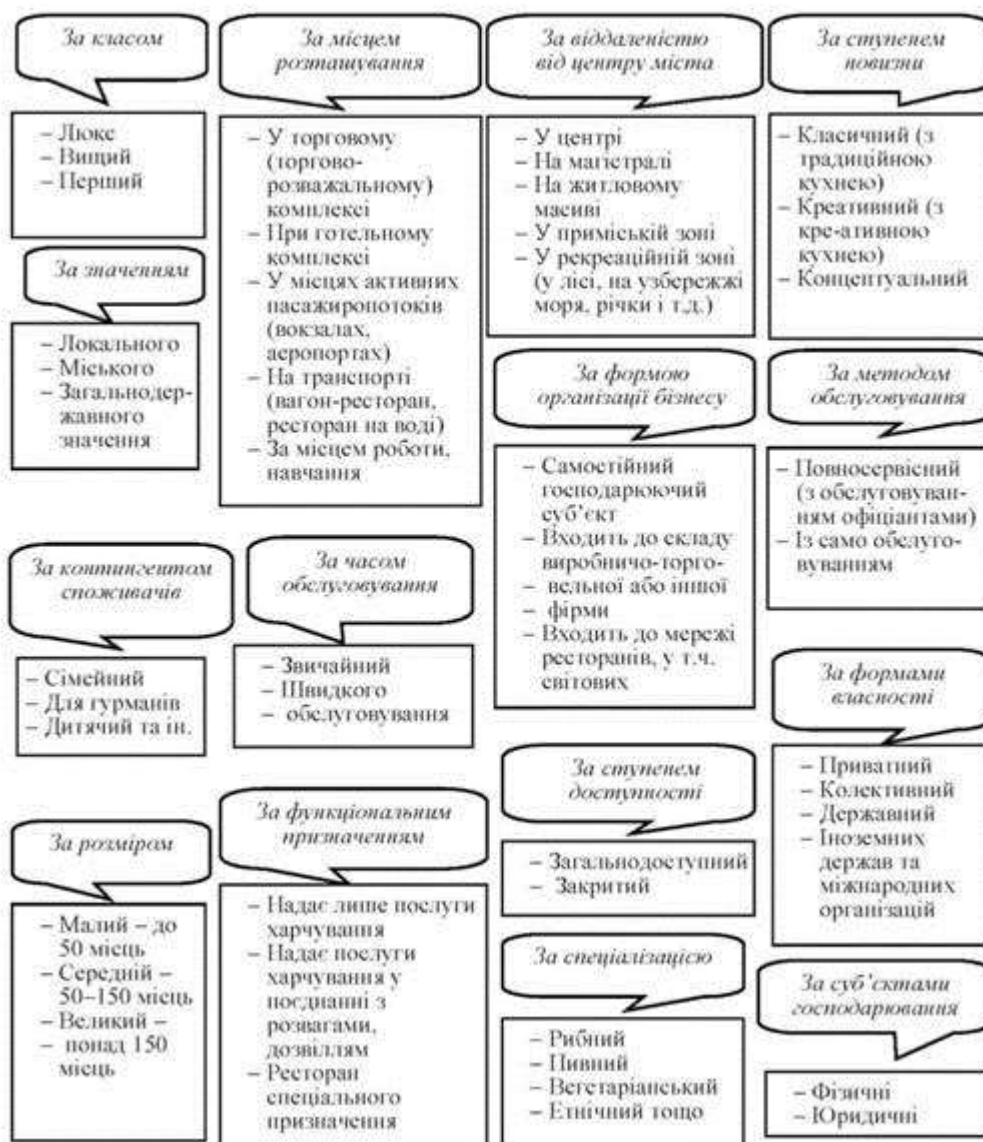 За класом
– Люкс
– Вищий
– Перший
За значенням
– Локального
– Міського
– Загальнодер-
жавного
значення
За місцем
розташування
– У торговому
(торгово-
розважальному)
комплексі
– При готельному
комплексі
– У місцях активних
пасажиропотоків
(вокзалах,
аеропортах)
– На транспорті
(вагон-ресторан,
ресторан на воді)
– За місцем роботи,
навчання
За віддаленістю
від центру міста
– У центрі
– На магістралі
– На житловому
масиві
– У приміській зоні
– У рекреаційній зоні
(у лісі, на узбережжі
моря, річки і т.д.)
За ступенем
новизни
– Класичний (з
традиційною
кухнею)
– Креативний (з
кре-ативною
кухнею)
– Концептуальний
За формою
організації бізнесу
– Самостійний
господарюючий
суб’єкт
– Входить до складу
виробничо-торго-
– вельної або іншої
– фірми
– Входить до мережі
ресторанів, у т.ч.
світових
За методом
обслуговування
– Повносервісний
(з обслуговуван-
ням офіціантами)
– Із само обслуго-
вуванням
За контингентом
споживачів
– Сімейний
– Для гурманів
– Дитячий та ін.
За часом
обслуговування
– Звичайний
– Швидкого
– обслуговування
За формами
власності
– Приватний
– Колективний
– Державний
– Іноземних
держав та
міжнародних
організацій
За розміром
– Малий – до
50 місць
– Середній –
50–150 місць
– Великий –
– понад 150
місць
За функціональним
призначенням
– Надає лише послуги
харчування
– Надає послуги
харчування у
поєднанні з
розвагами,
дозвіллям
– Ресторан
спеціального
призначення
За ступенем
доступності
– Загальнодоступний
– Закритий
За спеціалізацією
– Рибний
– Пивний
– Вегетаріанський
– Етнічний тощо
За суб’єктами
господарювання
– Фізичні
– Юридичні